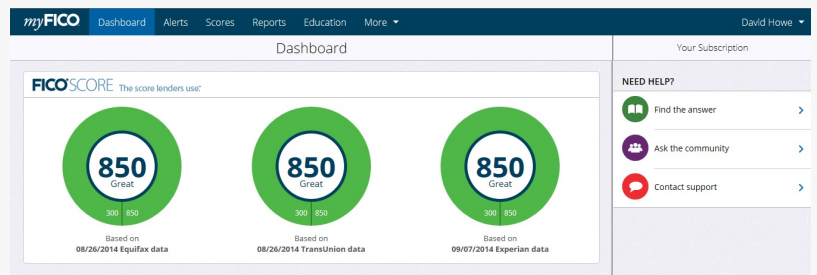 myFICO Dashboard Alerts Scores Reports Education More David Howe
Dashboard
Your Subscription
FICO® SCORE The score lenders use.®
NEED HELP?
Find the answer
Ask the community
Contact support
850
Great
300 850
Based on
08/26/2014 Equifax data
850
Great
300 850
Based on
08/26/2014 TransUnion data
850
Great
300 850
Based on
09/07/2014 Experian data